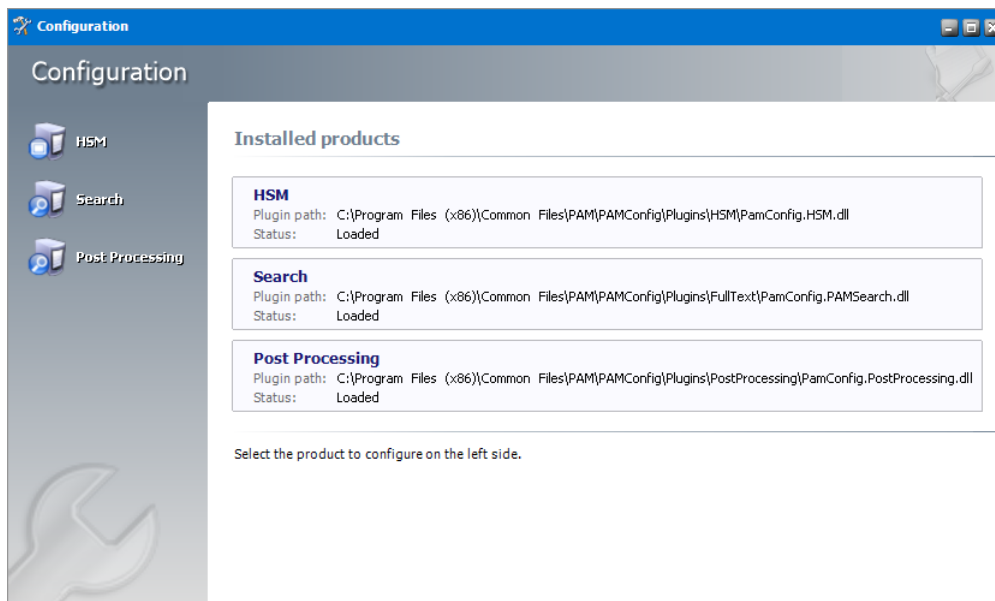 Configuration
Configuration
HSM
Search
Post Processing
Installed products
HSM
Plugin path: C:\Program Files (x86)\Common Files\PAM\PAMConfig\Plugins\HSM\PamConfig.HSM.dll
Status: Loaded
Search
Plugin path: C:\Program Files (x86)\Common Files\PAM\PAMConfig\Plugins\FullText\PamConfig.PAMSearch.dll
Status: Loaded
Post Processing
Plugin path: C:\Program Files (x86)\Common Files\PAM\PAMConfig\Plugins\PostProcessing\PamConfig.PostProcessing.dll
Status: Loaded
Select the product to configure on the left side.